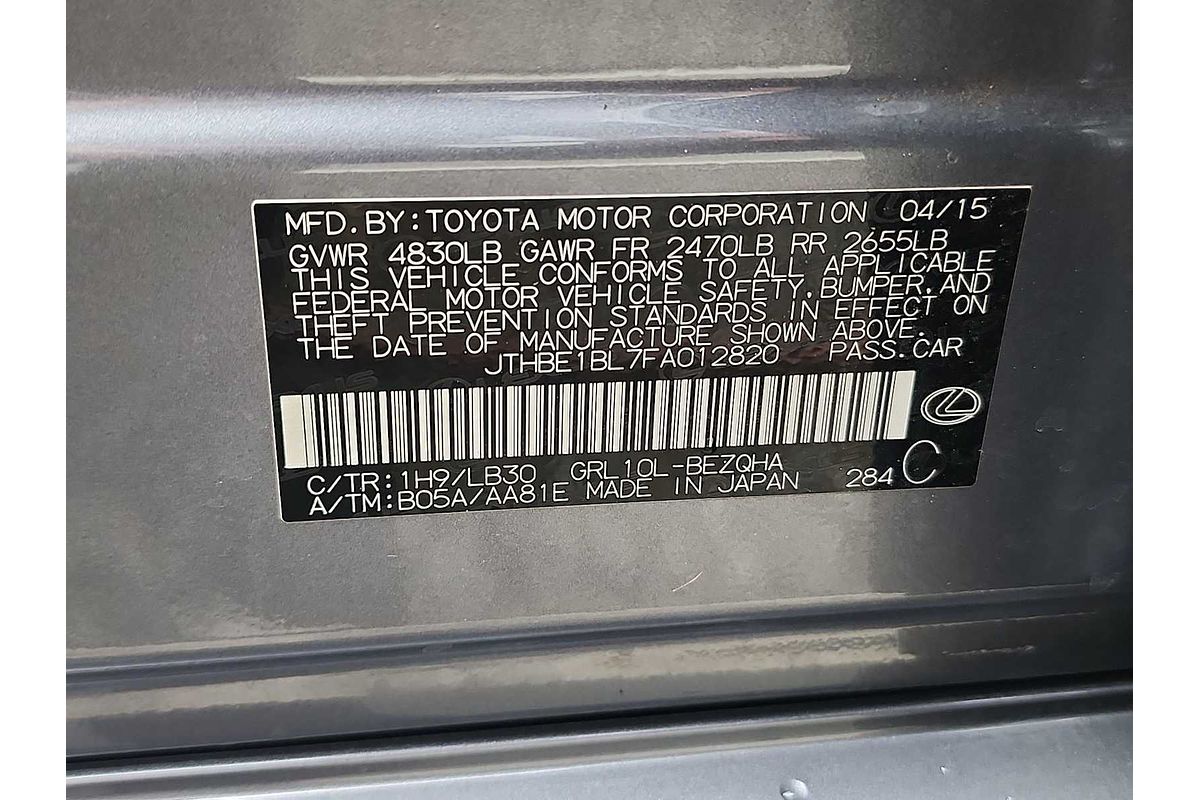 MFD. BY: TOYOTA MOTOR CORPORATION 04/15
GVWR 4830LB GAWR FR 2470LB RR 2655LB
THIS VEHICLE CONFORMS TO ALL APPLICABLE
FEDERAL MOTOR VEHICLE SAFETY, BUMPER, AND
THEFT PREVENTION STANDARDS IN EFFECT ON
THE DATE OF MANUFACTURE SHOWN ABOVE.
JTHBE1BL7FA012820 PASS. CAR
C/TR: 1H9/LB30 GRL10L-BEZQHA
A/TM: B05A/AA81E MADE IN JAPAN 284 C